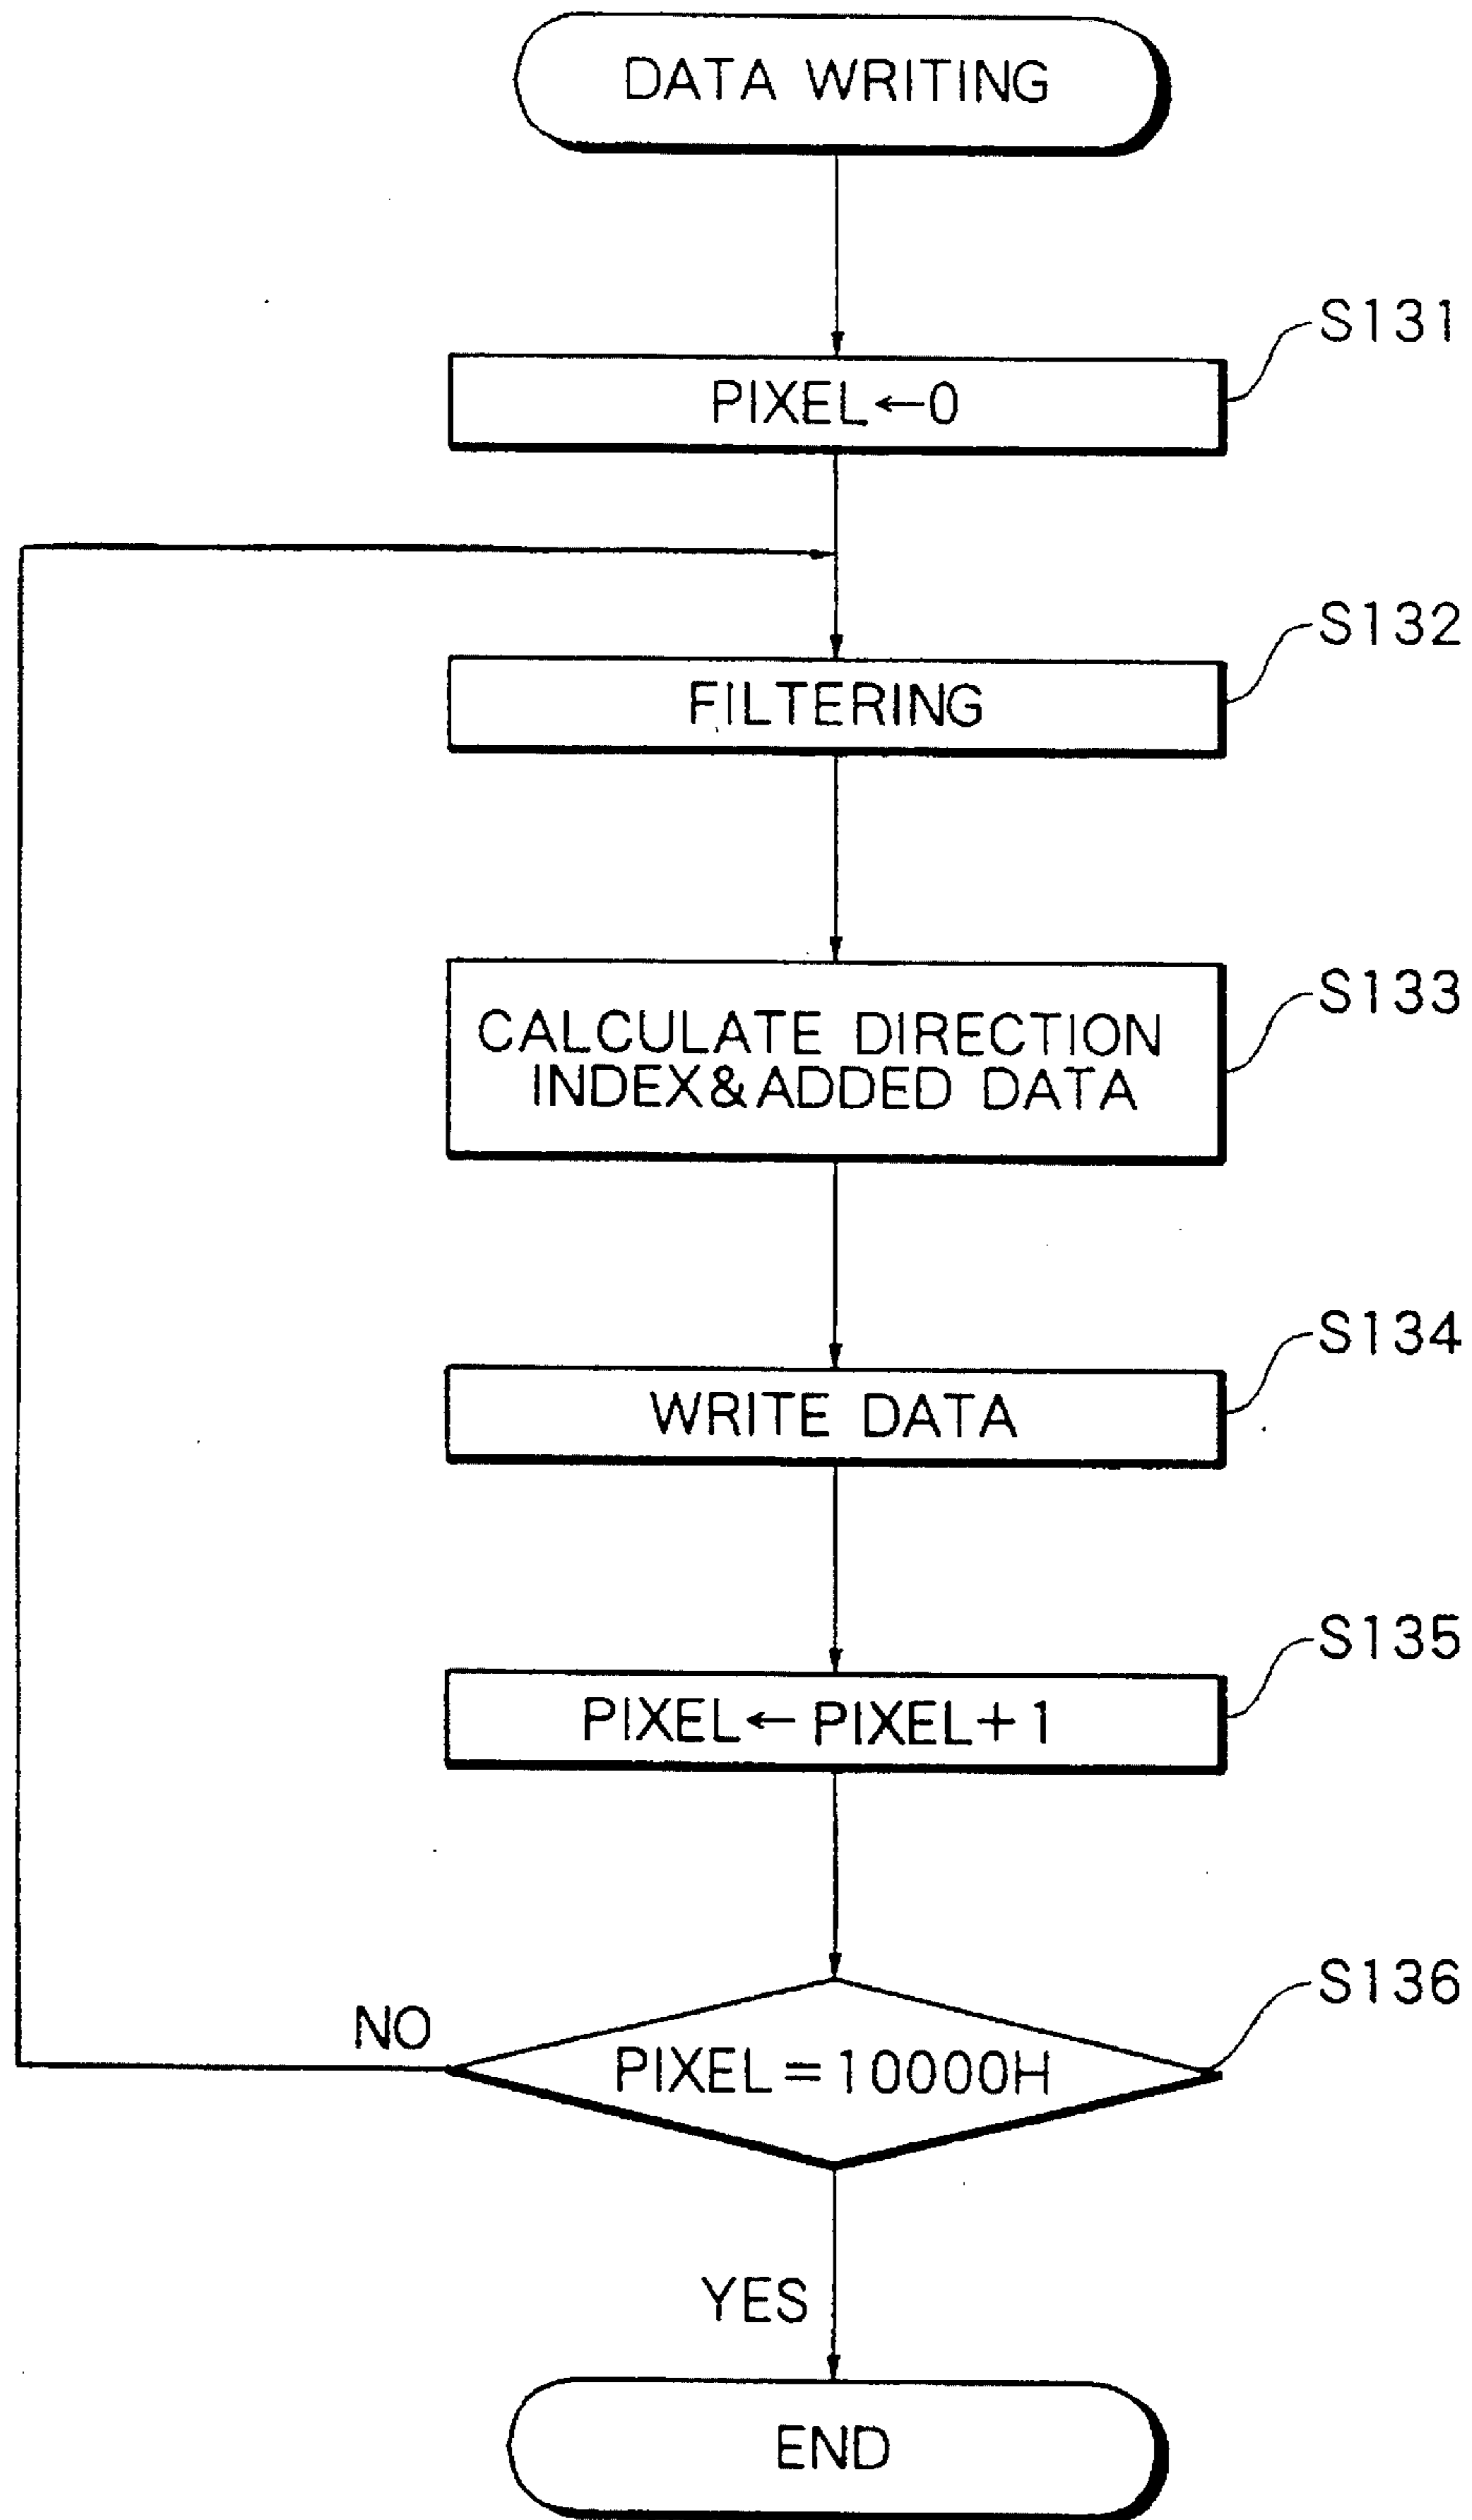 DATA WRITING
S131
PIXEL←0
S132
FILTERING
S133
CALCULATE DIRECTION
INDEX&ADDED DATA
S134
WRITE DATA
S135
PIXEL← PIXEL+1
S136
NO
PIXEL=10000H
YES
END